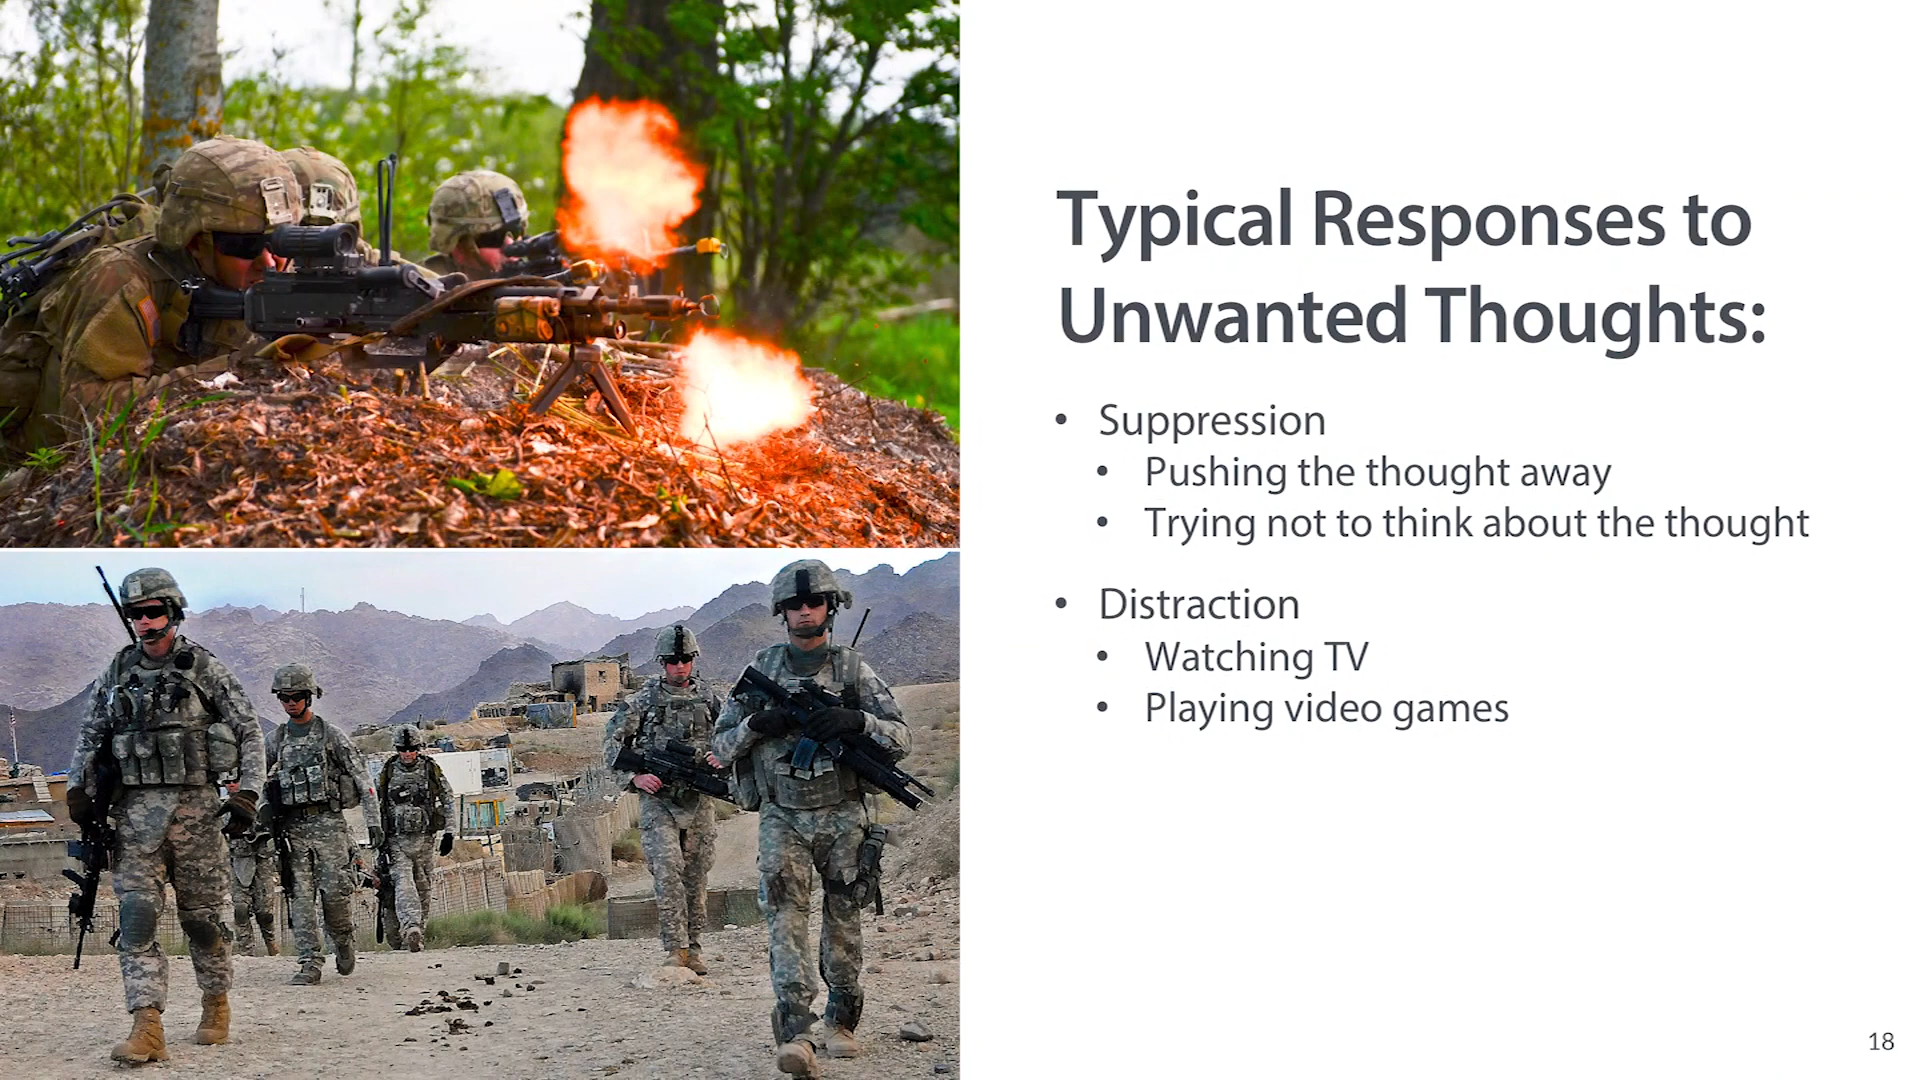 Typical Responses to
Unwanted Thoughts:
• Suppression
• Pushing the thought away
• Trying not to think about the thought
• Distraction
• Watching TV
• Playing video games
18